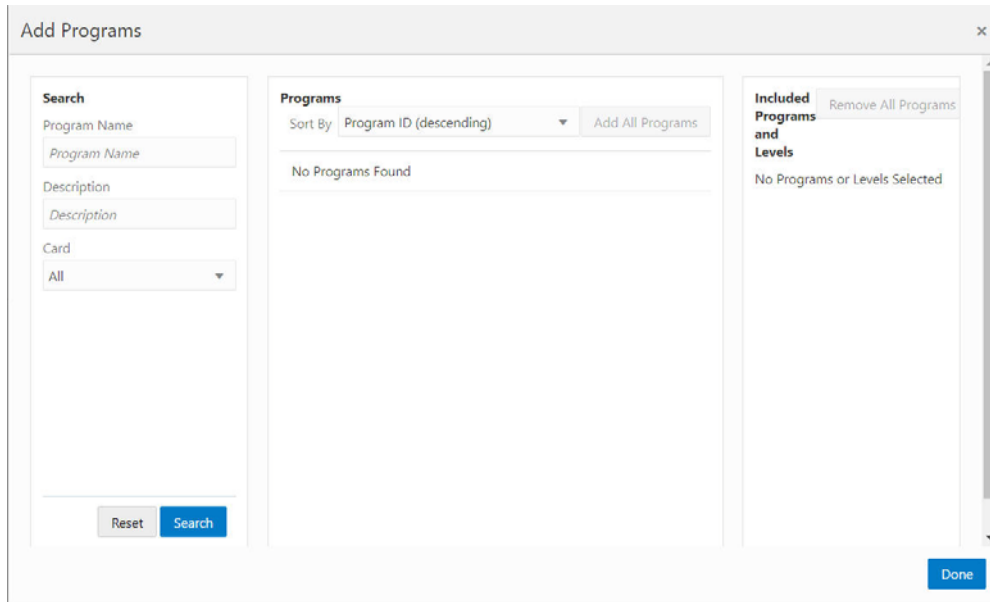 Add Programs
×
Search
Program Name
Program Name
Description
Description
Card
All
Reset Search
Programs
Sort By Program ID (descending) Add All Programs
No Programs Found
Included
Programs
and
Levels
Remove All Programs
No Programs or Levels Selected
Done